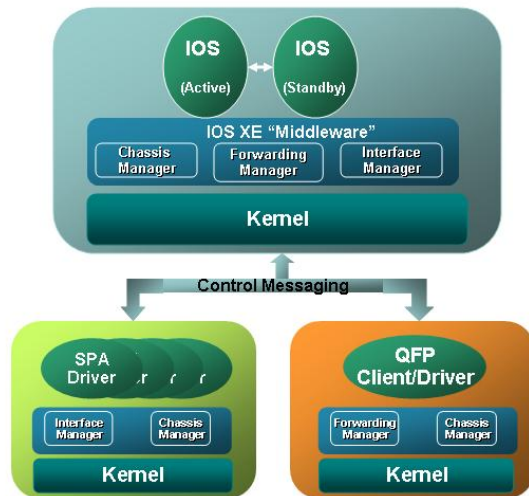 IOS
(Active)
IOS
(Standby)
IOS XE “Middleware”
Chassis
Manager
Forwarding
Manager
Interface
Manager
Kernel
Control Messaging
SPA
Driver
Interface
Manager
Chassis
Manager
Kernel
QFP
Client/Driver
Forwarding
Manager
Chassis
Manager
Kernel